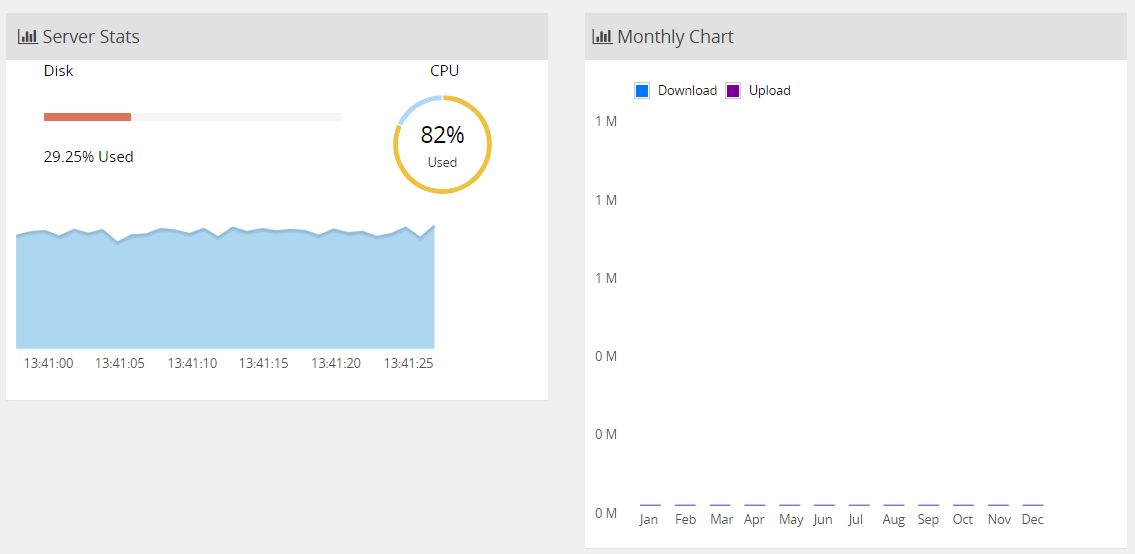 Server Stats
Disk
CPU
82%
Used
29.25% Used
13:41:00 13:41:05 13:41:10 13:41:15 13:41:20 13:41:25
Monthly Chart
Download Upload
1 M
1 M
1 M
0 M
0 M
0 M
Jan Feb Mar Apr May Jun Jul Aug Sep Oct Nov Dec